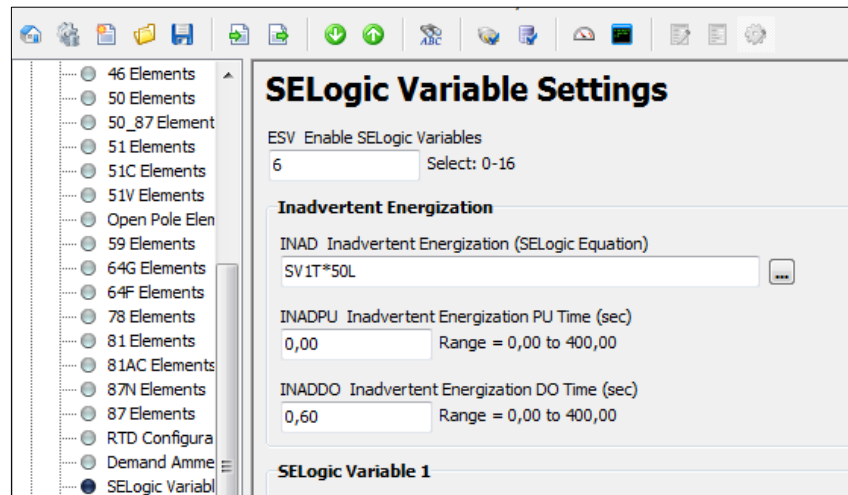 ABC
46 Elements
50 Elements
50_87 Element
51 Elements
51C Elements
51V Elements
Open Pole Elem
59 Elements
64G Elements
64F Elements
78 Elements
81 Elements
81AC Elements
87N Elements
87 Elements
RTD Configura
Demand Amme
SELogic Variabl
SELogic Variable Settings
ESV Enable SELogic Variables
6 Select: 0-16
Inadvertent Energization
INAD Inadvertent Energization (SELogic Equation)
SV1T*50L ...
INADPU Inadvertent Energization PU Time (sec)
0,00 Range = 0,00 to 400,00
INADDO Inadvertent Energization DO Time (sec)
0,60 Range = 0,00 to 400,00
SELogic Variable 1